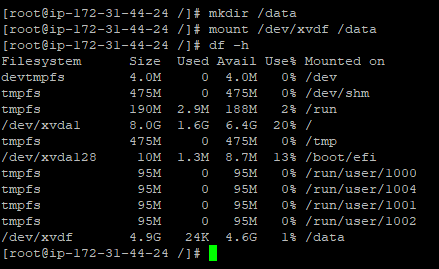 [root@ip-172-31-44-24 /]# mkdir /data
[root@ip-172-31-44-24 /]# mount /dev/xvdf /data
[root@ip-172-31-44-24 /]# df -h
Filesystem      Size  Used Avail Use% Mounted on
devtmpfs        4.0M     0  4.0M   0% /dev
tmpfs           475M     0  475M   0% /dev/shm
tmpfs           190M  2.9M  188M   2% /run
/dev/xvda1      8.0G  1.6G  6.4G  20% /
tmpfs           475M     0  475M   0% /tmp
/dev/xvda128     10M  1.3M  8.7M  13% /boot/efi
tmpfs            95M     0   95M   0% /run/user/1000
tmpfs            95M     0   95M   0% /run/user/1004
tmpfs            95M     0   95M   0% /run/user/1001
tmpfs            95M     0   95M   0% /run/user/1002
/dev/xvdf       4.9G   24K  4.6G   1% /data
[root@ip-172-31-44-24 /]#